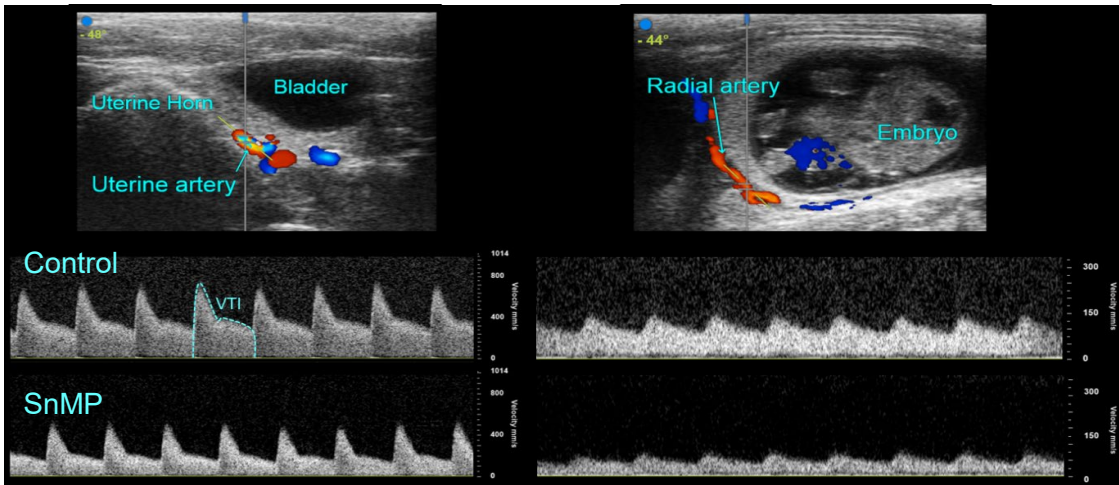 - 48°
Uterine Horn
Bladder
Uterine artery
- 44°
Radial artery
Embryo
Control
VTI
1014
800
400
0
Velocity mm/s
300
150
0
Velocity mm/s
SnMP
1014
800
400
0
Velocity mm/s
300
150
0
Velocity mm/s